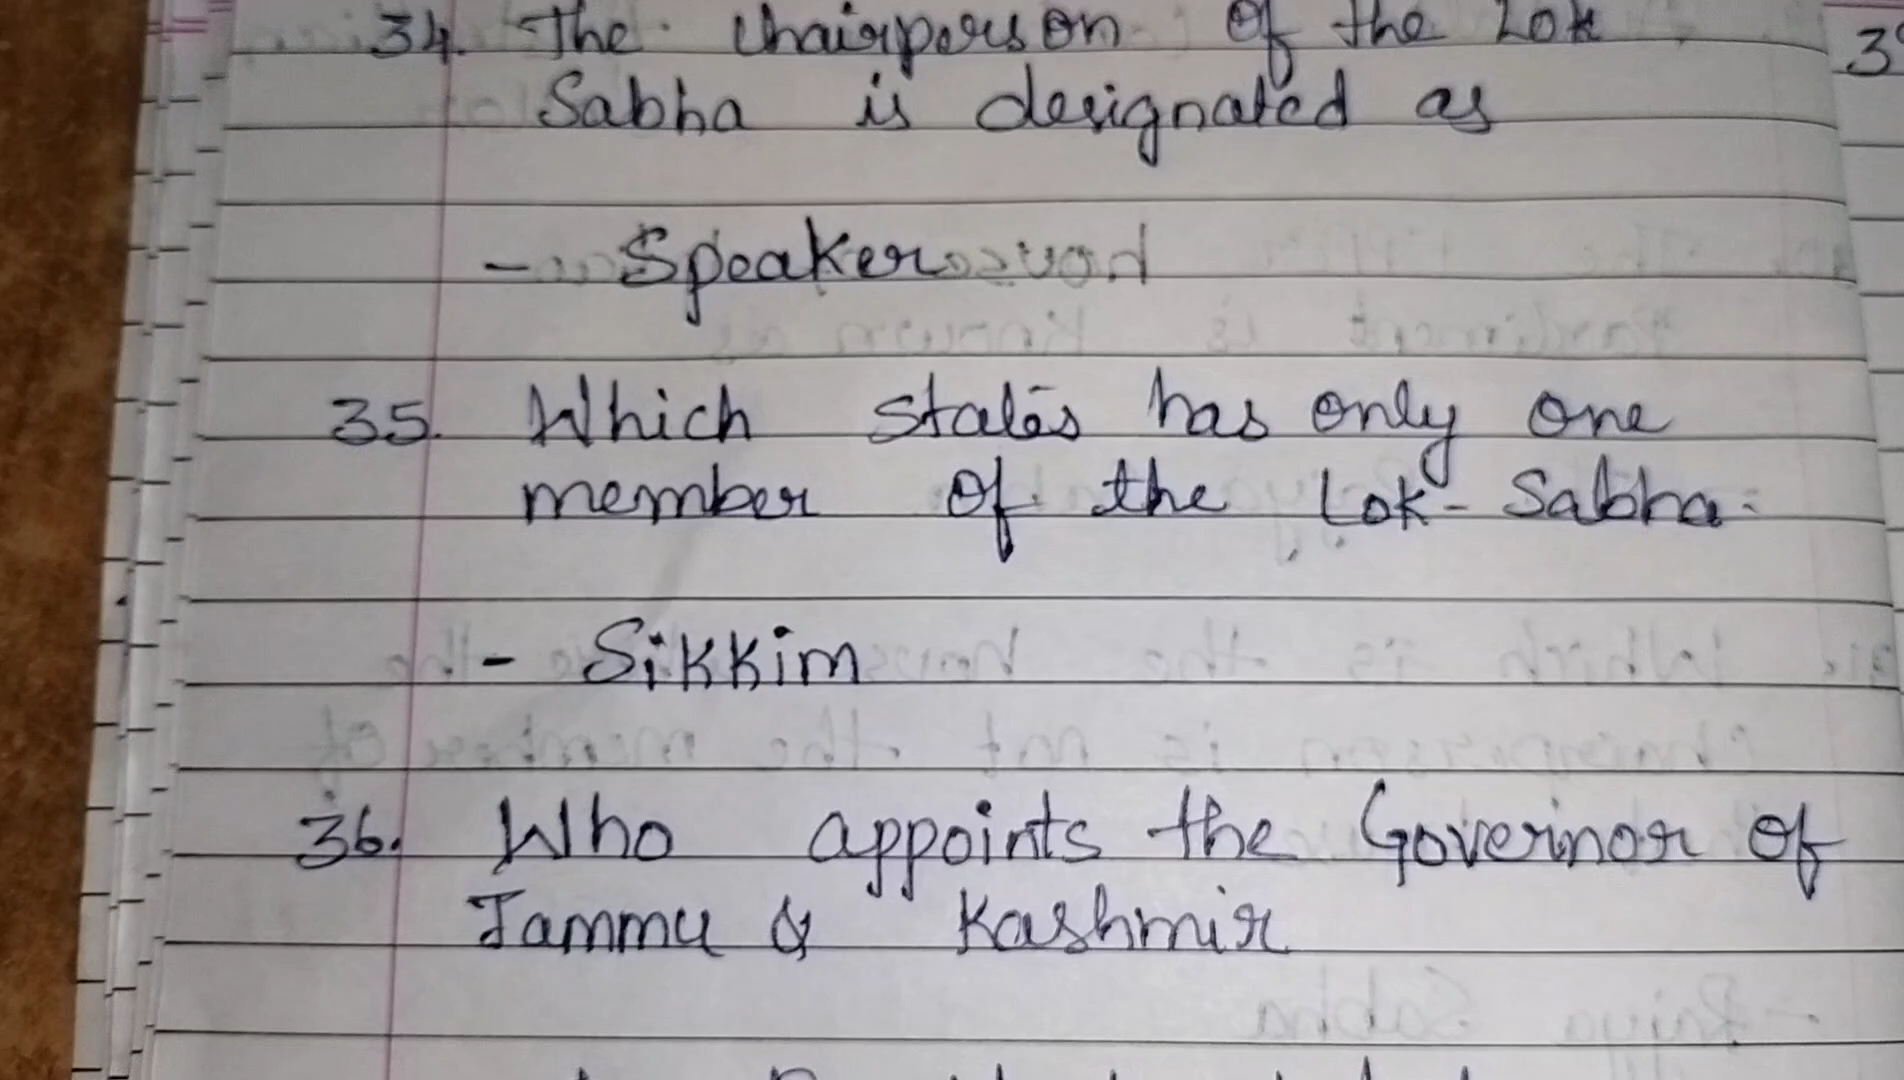 34. The Chairperson of the Lok
Sabha is designated as
- Speaker
35. Which states has only one
member of the Lok-Sabha
- Sikkim
36. Who appoints the Governor of
Jammu & Kashmir